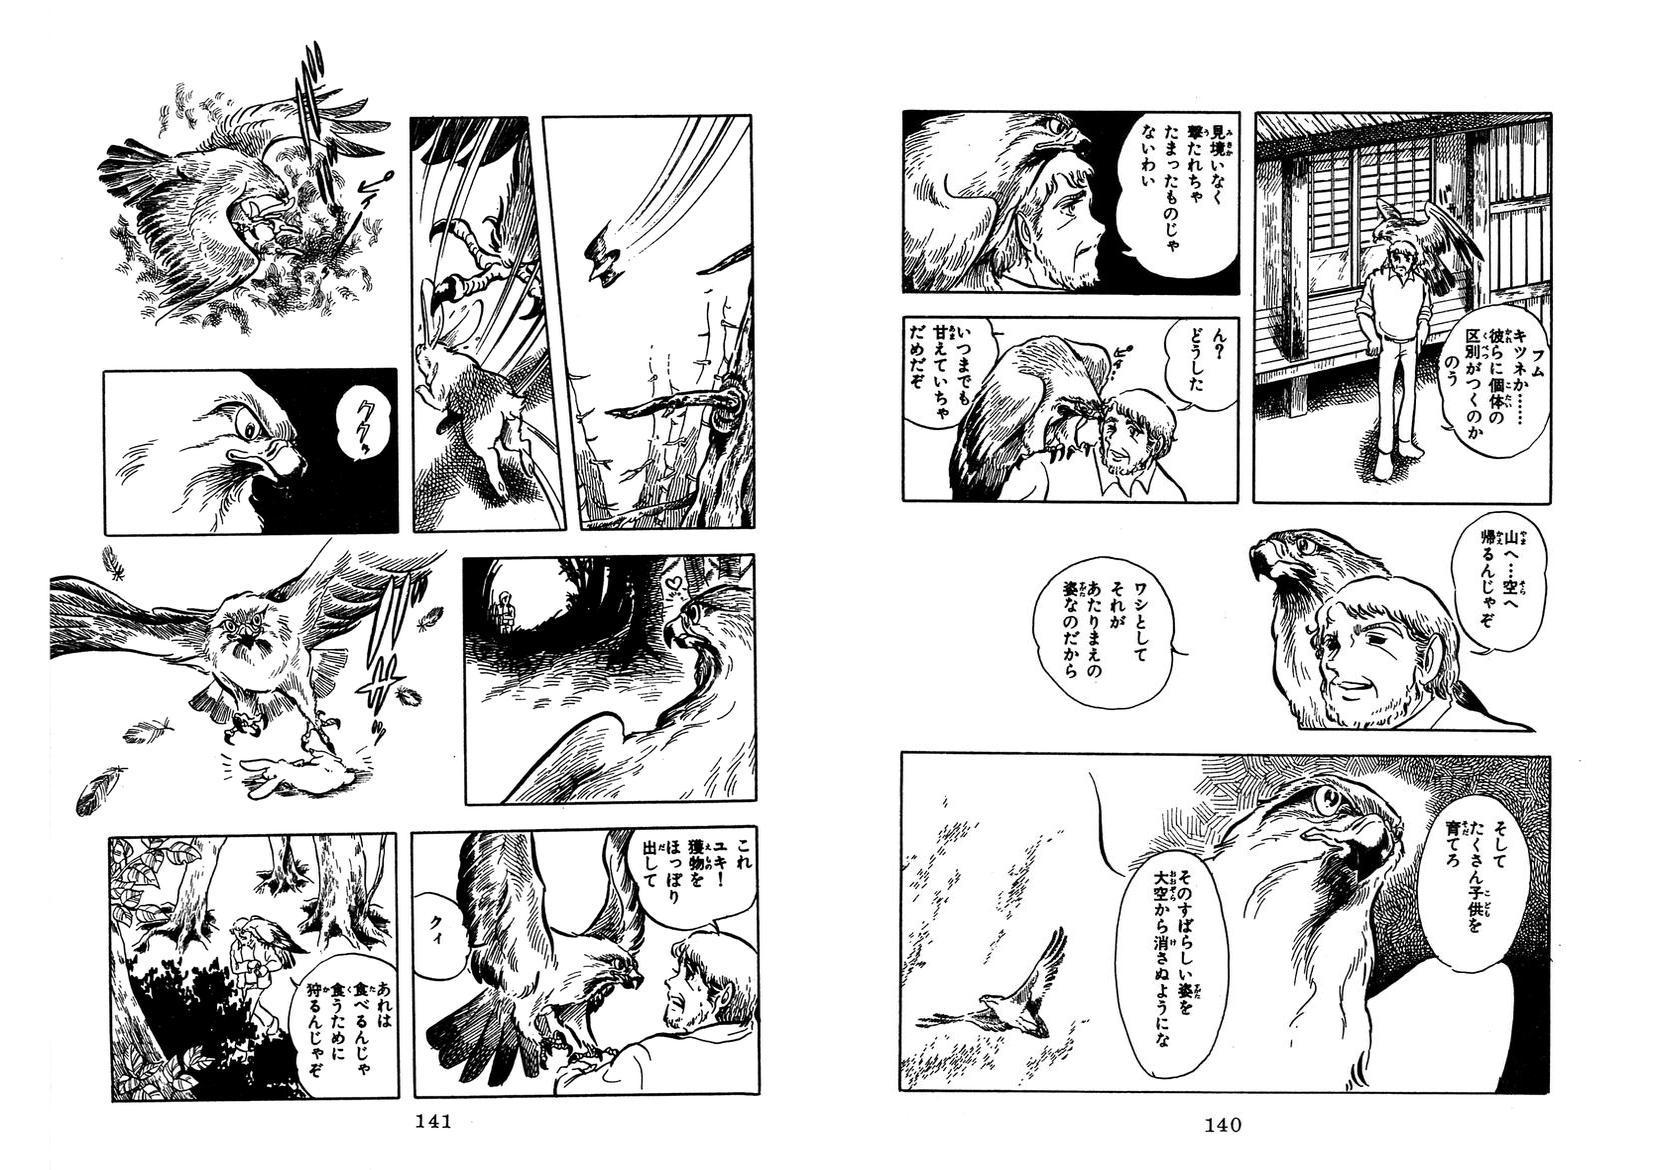 フム
キツネか……
彼らに個体の
区別がつくのか
のう
見境いなく
撃たれちゃ
たまったものじゃ
ないわい
ん?
どうした
ピィ…
いつまでも
甘えていちゃ
だめだぞ
山へ…空へ
帰るんじゃぞ
ワシとして
それが
あたりまえの
姿なのだから
そして
たくさん子供を
育てろ
そのすばらしい姿を
大空から消さぬようにな
140
ピィ
ククゥ
これ
ユキ!
獲物を
ほっぽり
出して
クィ
あれは
食べるんじゃ
食うために
狩るんじゃぞ
141